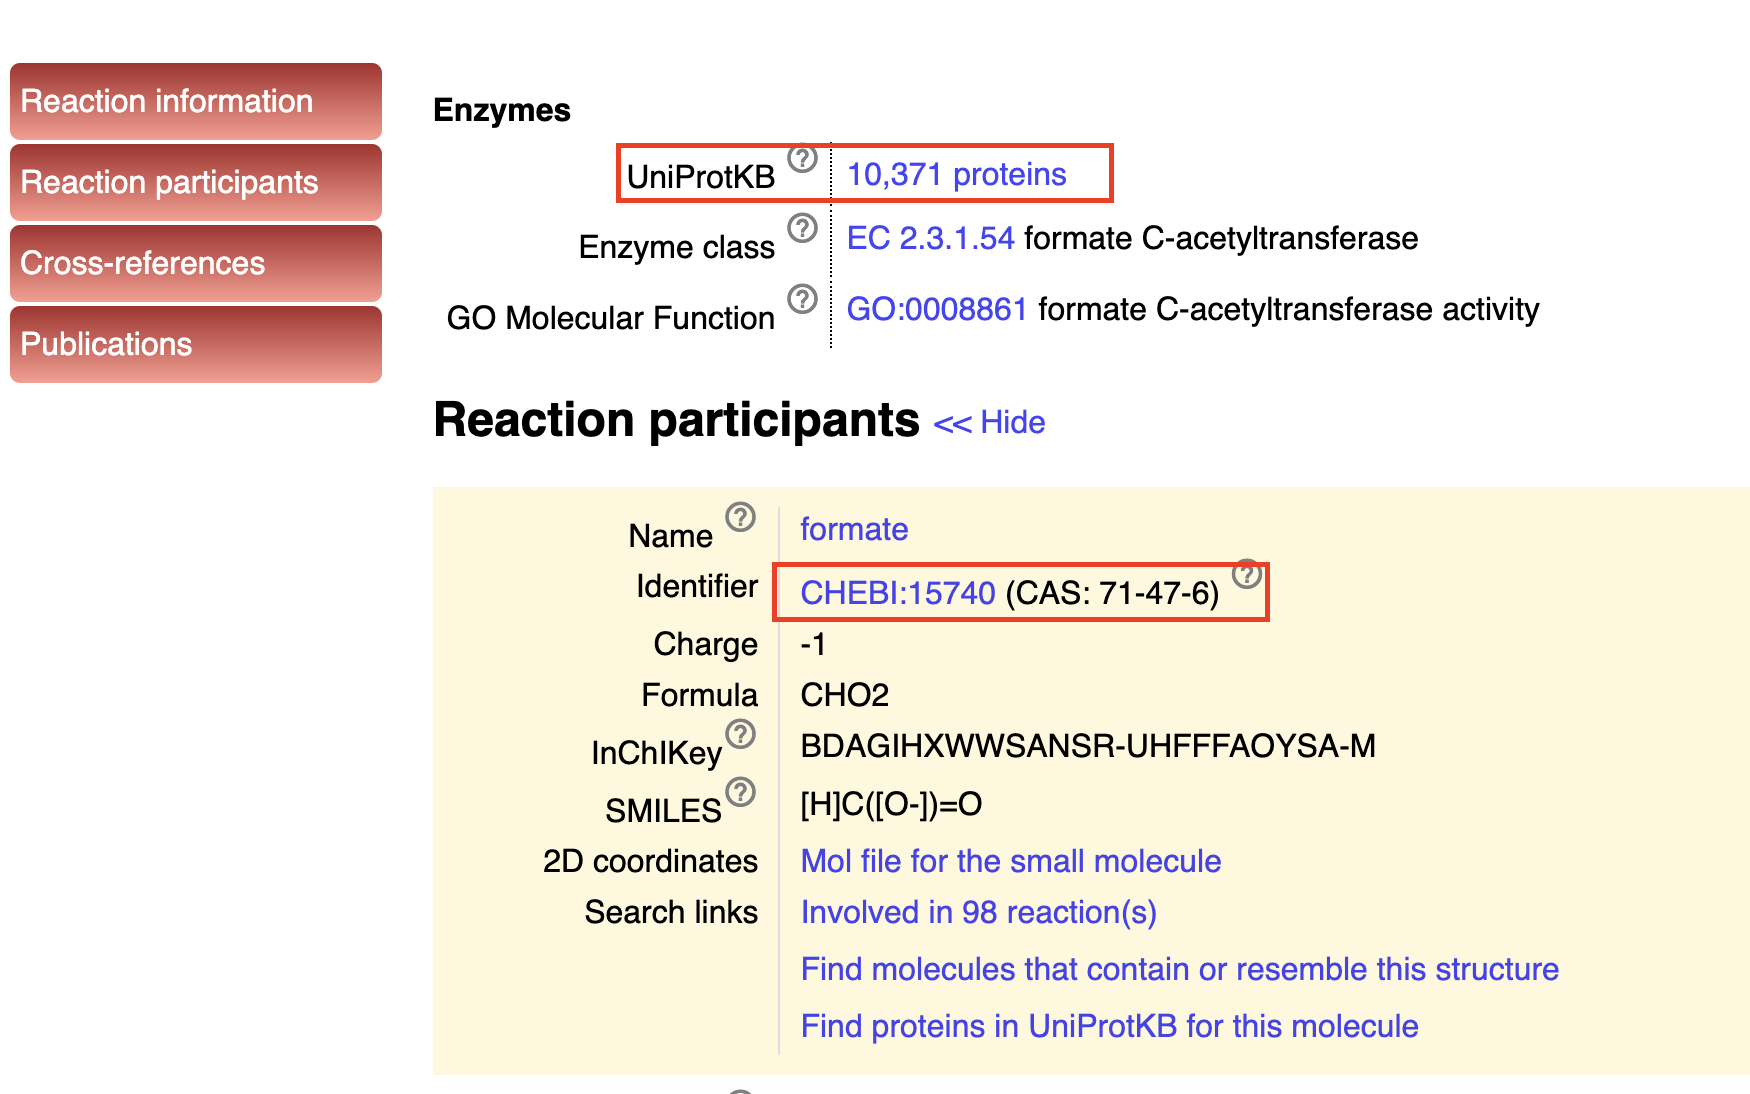 Reaction information
Reaction participants
Cross-references
Publications
Enzymes
UniProtKB ? 10,371 proteins
Enzyme class ? EC 2.3.1.54 formate C-acetyltransferase
GO Molecular Function ? GO:0008861 formate C-acetyltransferase activity
Reaction participants << Hide
Name ? formate
Identifier CHEBI:15740 (CAS: 71-47-6) ?
Charge -1
Formula CHO2
InChIKey ? BDAGIHXWWSANSR-UHFFFAOYSA-M
SMILES ? [H]C([O-])=O
2D coordinates Mol file for the small molecule
Search links Involved in 98 reaction(s)
Find molecules that contain or resemble this structure
Find proteins in UniProtKB for this molecule